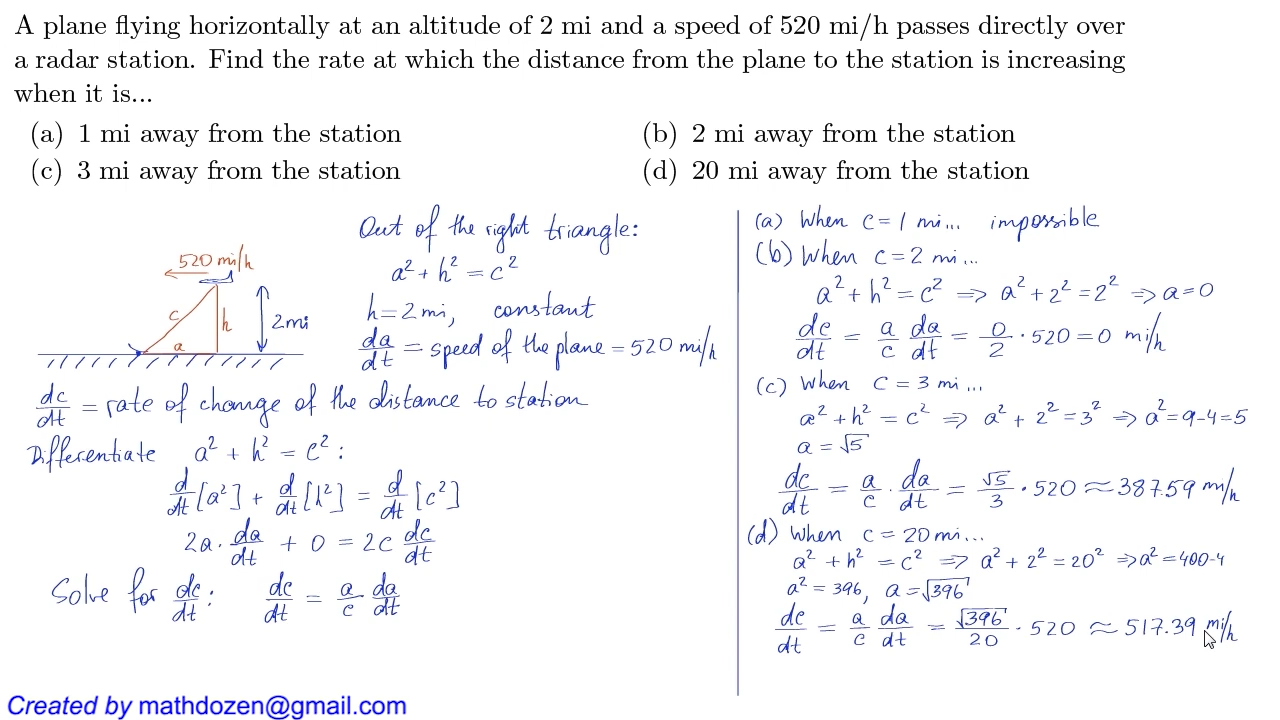 A plane flying horizontally at an altitude of 2 mi and a speed of 520 mi/h passes directly over
a radar station. Find the rate at which the distance from the plane to the station is increasing
when it is...
(a) 1 mi away from the station
(b) 2 mi away from the station
(c) 3 mi away from the station
(d) 20 mi away from the station
520 mi/h
c
h
a
2mi
Out of the right triangle:
a² + h² = c²
h = 2 mi, constant
da/dt = speed of the plane = 520 mi/h
dc/dt = rate of change of the distance to station
Differentiate a² + h² = c²:
d/dt [a²] + d/dt [h²] = d/dt [c²]
2a · da/dt + 0 = 2c dc/dt
Solve for dc/dt: dc/dt = a/c da/dt
(a) When c = 1 mi... impossible
(b) When c = 2 mi...
a² + h² = c² ⇒ a² + 2² = 2² ⇒ a = 0
dc/dt = a/c da/dt = 0/2 · 520 = 0 mi/h
(c) When c = 3 mi...
a² + h² = c² ⇒ a² + 2² = 3² ⇒ a² = 9-4 = 5
a = √5
dc/dt = a/c · da/dt = √5/3 · 520 ≈ 387.59 mi/h
(d) When c = 20 mi...
a² + h² = c² ⇒ a² + 2² = 20² ⇒ a² = 400-4
a² = 396, a = √396
dc/dt = a/c da/dt = √396/20 · 520 ≈ 517.39 mi/h
Created by mathdozen@gmail.com